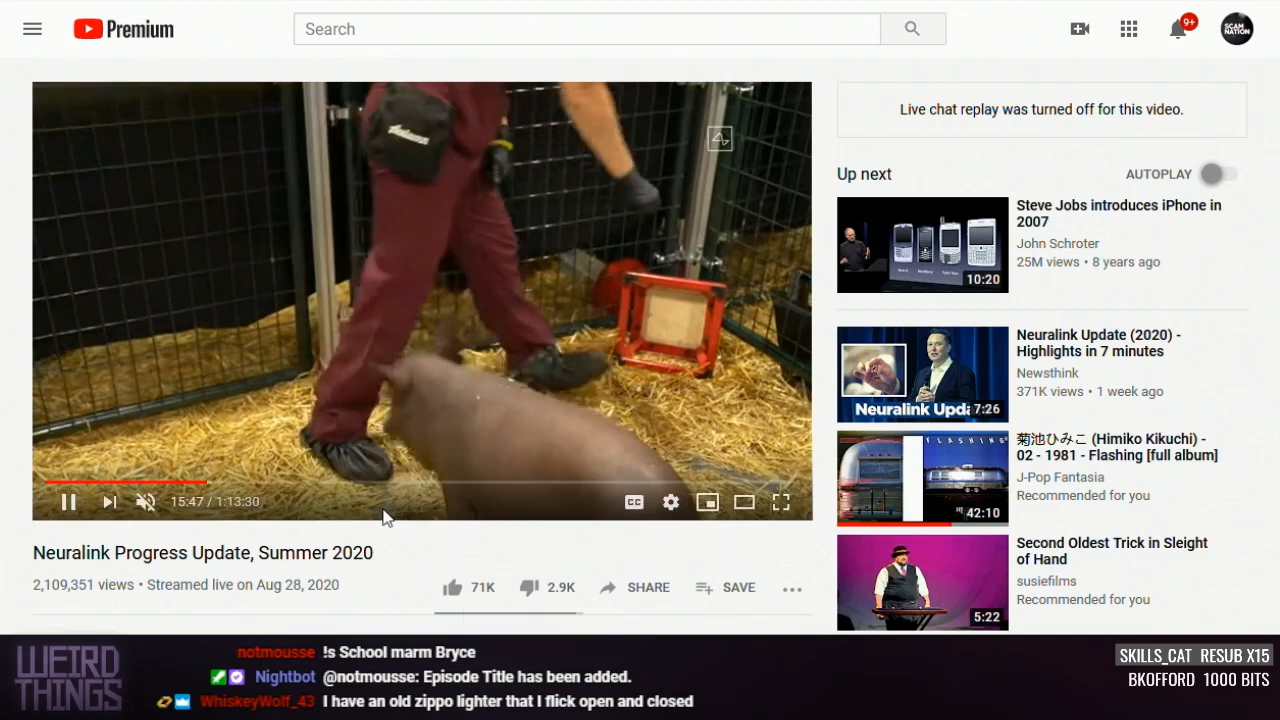 Premium
Search
9+
SCAM
NATION
Live chat replay was turned off for this video.
Up next
AUTOPLAY
Steve Jobs introduces iPhone in
2007
John Schroter
25M views • 8 years ago
10:20
Neuralink Update (2020) -
Highlights in 7 minutes
Newsthink
371K views • 1 week ago
Neuralink Upda
7:26
菊池ひみこ (Himiko Kikuchi) -
02 - 1981 - Flashing [full album]
J-Pop Fantasia
Recommended for you
FLASHING
42:10
Second Oldest Trick in Sleight
of Hand
susiefilms
Recommended for you
5:22
15:47 / 1:13:30
CC
Neuralink Progress Update, Summer 2020
2,109,351 views • Streamed live on Aug 28, 2020
71K
2.9K
SHARE
SAVE
WEIRD
THINGS
notmousse !s School marm Bryce
Nightbot @notmousse: Episode Title has been added.
WhiskeyWolf_43 I have an old zippo lighter that I flick open and closed
SKILLS_CAT RESUB X15
BKOFFORD 1000 BITS